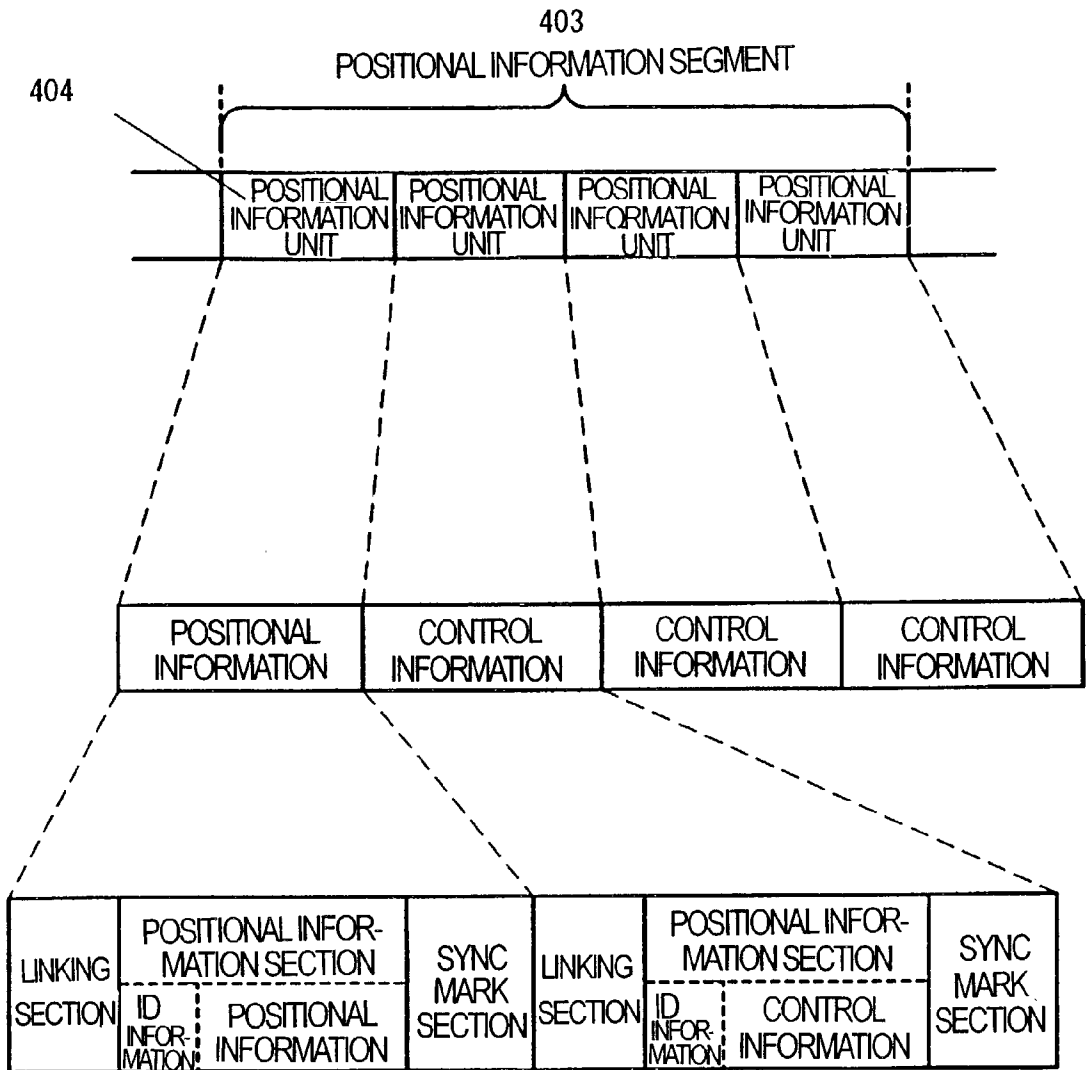 403
POSITIONAL INFORMATION SEGMENT
404
POSITIONAL
INFORMATION
UNIT
POSITIONAL
INFORMATION
UNIT
POSITIONAL
INFORMATION
UNIT
POSITIONAL
INFORMATION
UNIT
POSITIONAL
INFORMATION
CONTROL
INFORMATION
CONTROL
INFORMATION
CONTROL
INFORMATION
LINKING
SECTION
POSITIONAL INFOR-
MATION SECTION
ID
INFOR-
MATION
POSITIONAL
INFORMATION
SYNC
MARK
SECTION
LINKING
SECTION
POSITIONAL INFOR-
MATION SECTION
ID
INFOR-
MATION
CONTROL
INFORMATION
SYNC
MARK
SECTION